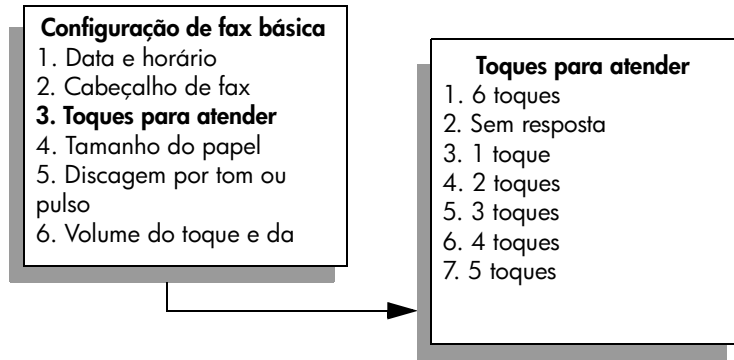 Configuração de fax básica
1. Data e horário
2. Cabeçalho de fax
3. Toques para atender
4. Tamanho do papel
5. Discagem por tom ou
pulso
6. Volume do toque e da
Toques para atender
1. 6 toques
2. Sem resposta
3. 1 toque
4. 2 toques
5. 3 toques
6. 4 toques
7. 5 toques